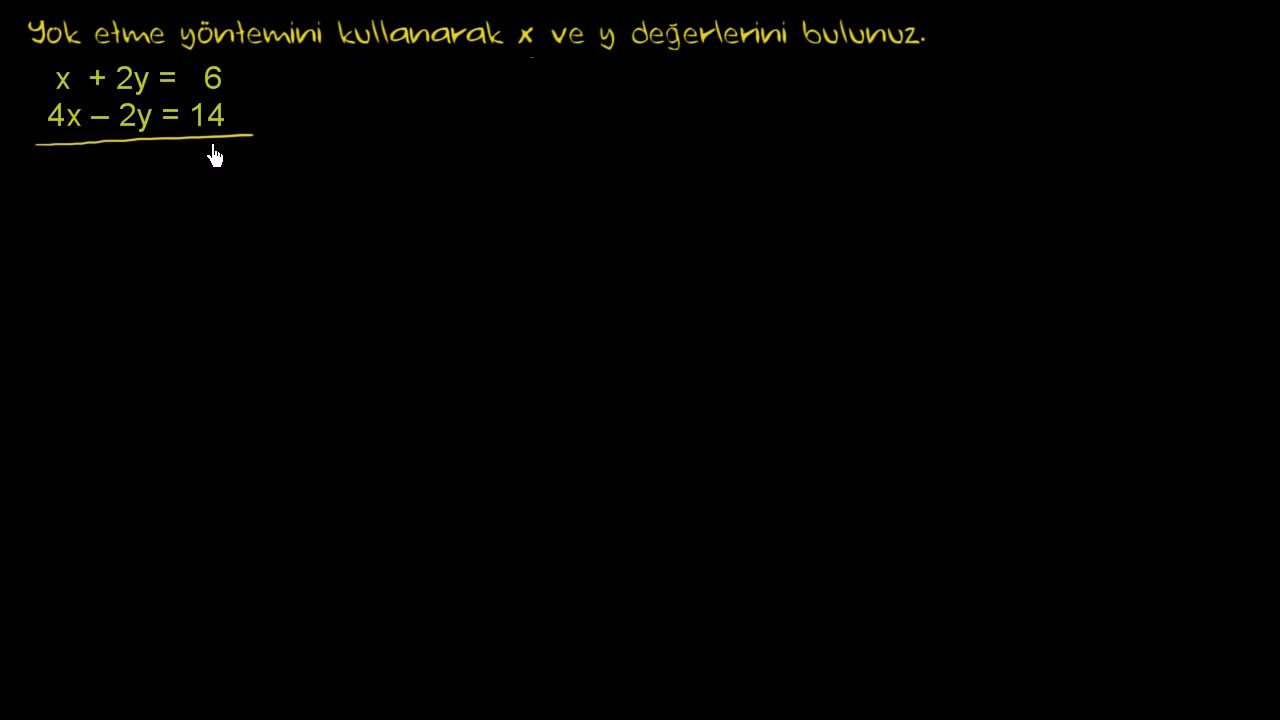 Yok etme yöntemini kullanarak x ve y değerlerini bulunuz.
x + 2y = 6
4x – 2y = 14